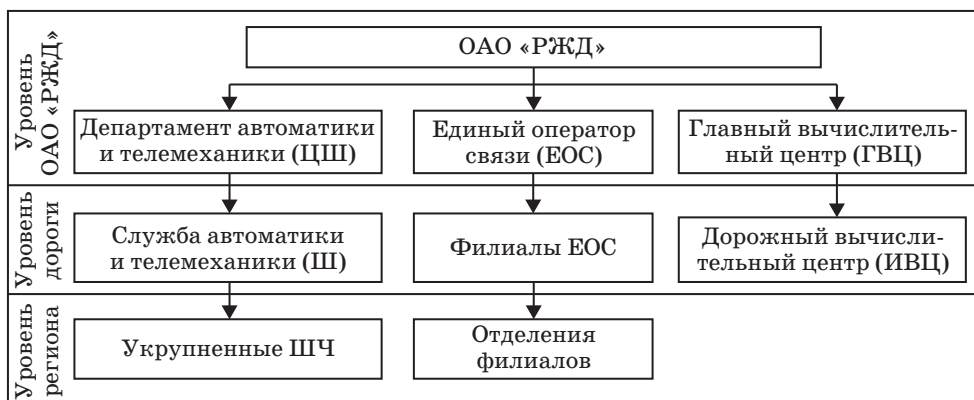 Уровень
ОАО «РЖД»
ОАО «РЖД»
Департамент автоматики
и телемеханики (ЦШ)
Единый оператор
связи (ЕОС)
Главный вычислитель-
ный центр (ГВЦ)
Уровень
дороги
Служба автоматики
и телемеханики (Ш)
Филиалы ЕОС
Дорожный вычисли-
тельный центр (ИВЦ)
Уровень
региона
Укрупненные ШЧ
Отделения
филиалов